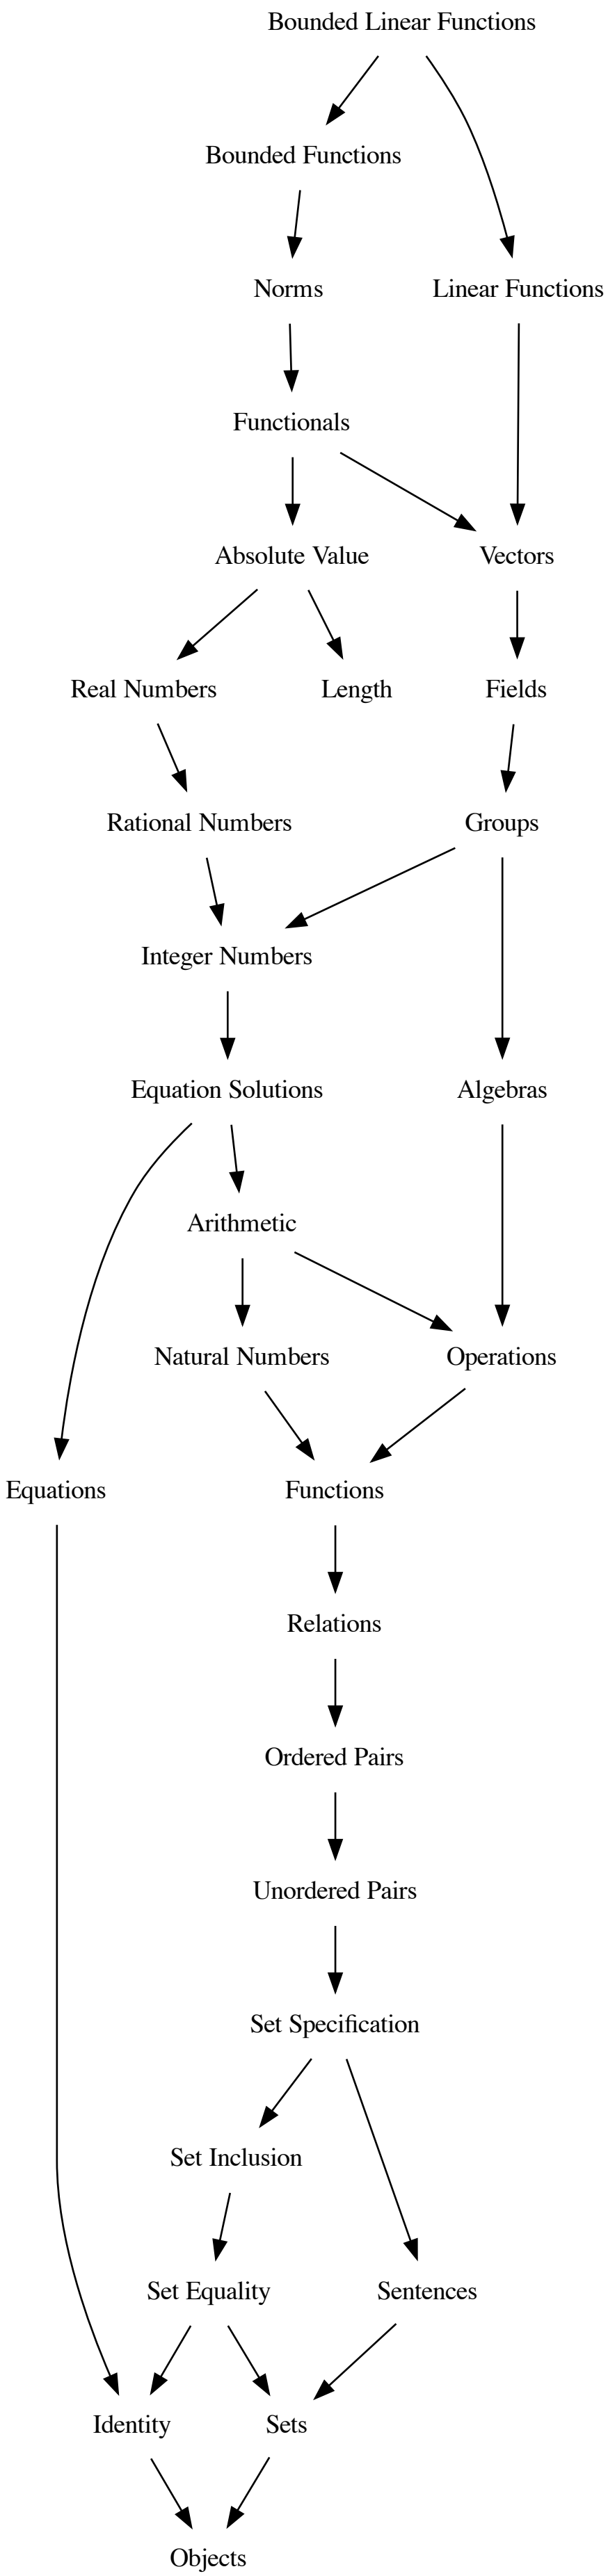 Bounded Linear Functions
Bounded Functions
Norms
Linear Functions
Functionals
Absolute Value
Vectors
Real Numbers
Length
Fields
Rational Numbers
Groups
Integer Numbers
Equation Solutions
Algebras
Arithmetic
Natural Numbers
Operations
Equations
Functions
Relations
Ordered Pairs
Unordered Pairs
Set Specification
Set Inclusion
Set Equality
Sentences
Identity
Sets
Objects